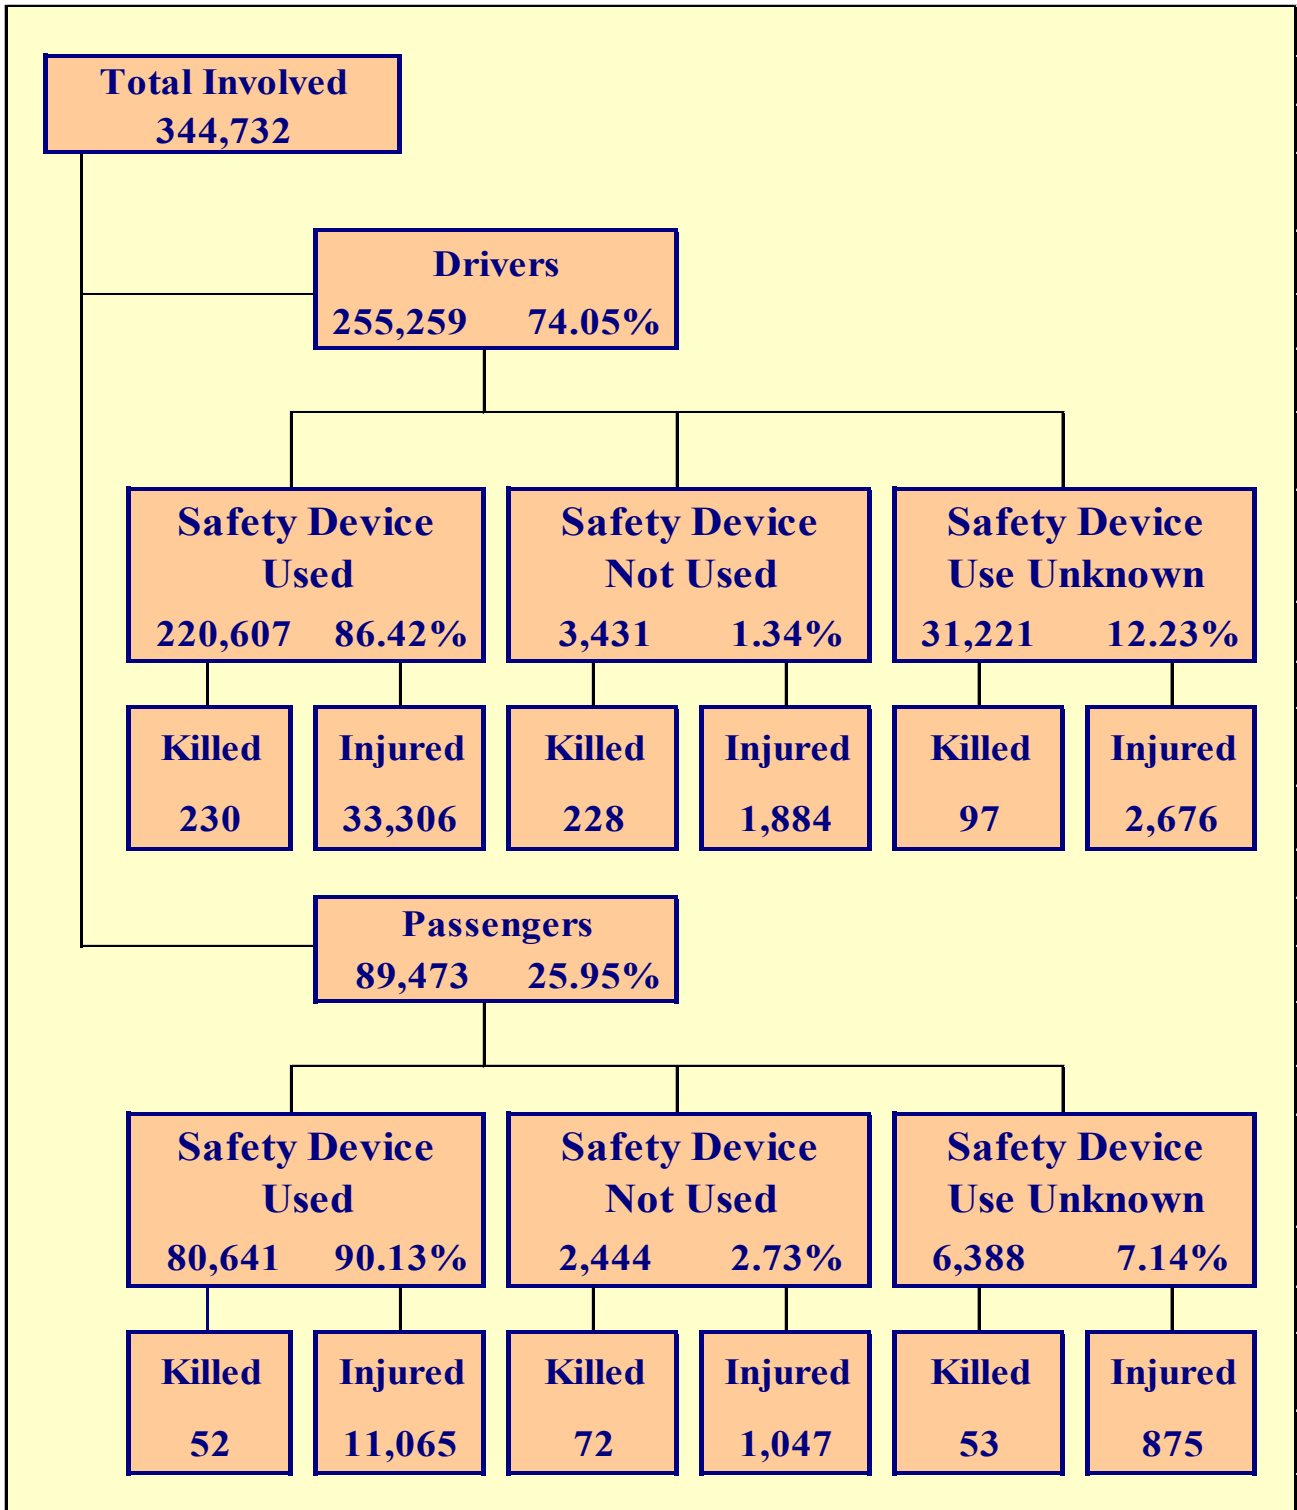 Total Involved
344,732
Drivers
255,259 74.05%
Safety Device
Used
220,607 86.42%
Safety Device
Not Used
3,431 1.34%
Safety Device
Use Unknown
31,221 12.23%
Killed
230
Injured
33,306
Killed
228
Injured
1,884
Killed
97
Injured
2,676
Passengers
89,473 25.95%
Safety Device
Used
80,641 90.13%
Safety Device
Not Used
2,444 2.73%
Safety Device
Use Unknown
6,388 7.14%
Killed
52
Injured
11,065
Killed
72
Injured
1,047
Killed
53
Injured
875